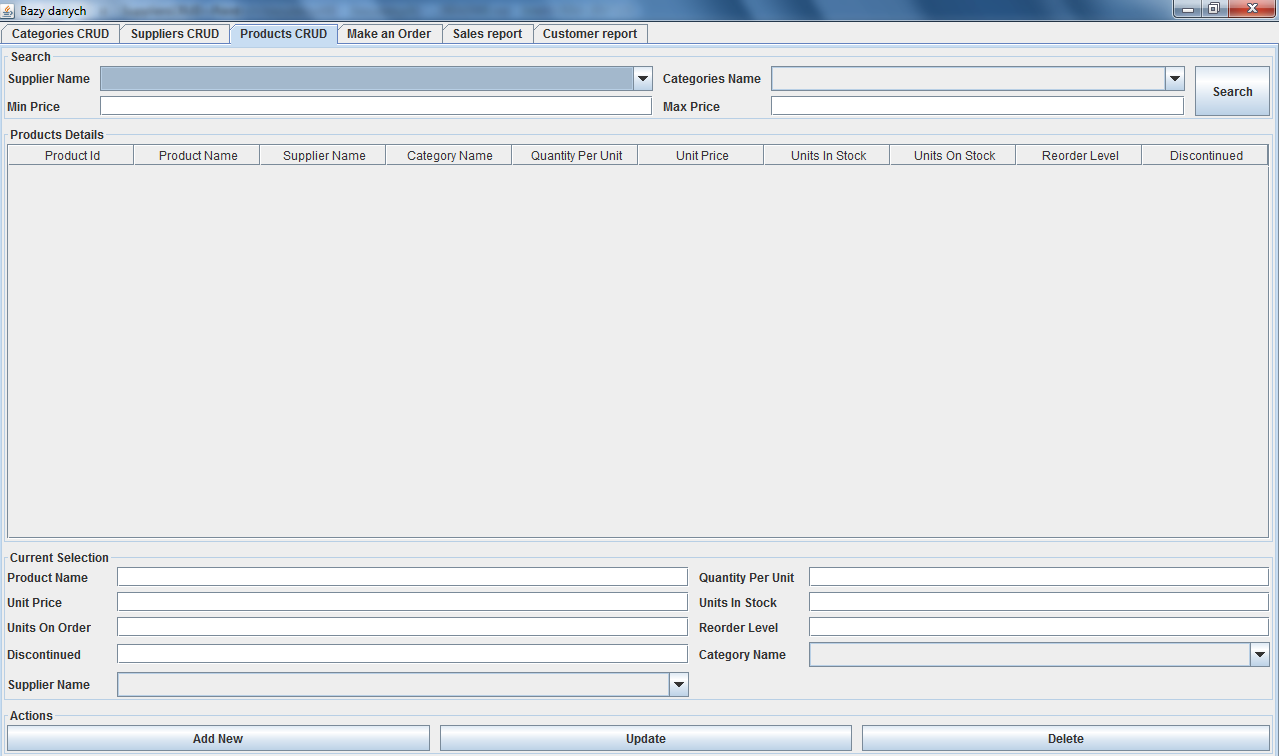 Bazy danych
Categories CRUD Suppliers CRUD Products CRUD Make an Order Sales report Customer report
Search
Supplier Name Categories Name Search
Min Price Max Price
Products Details
Product Id Product Name Supplier Name Category Name Quantity Per Unit Unit Price Units In Stock Units On Stock Reorder Level Discontinued
Current Selection
Product Name Quantity Per Unit
Unit Price Units In Stock
Units On Order Reorder Level
Discontinued Category Name
Supplier Name
Actions
Add New Update Delete